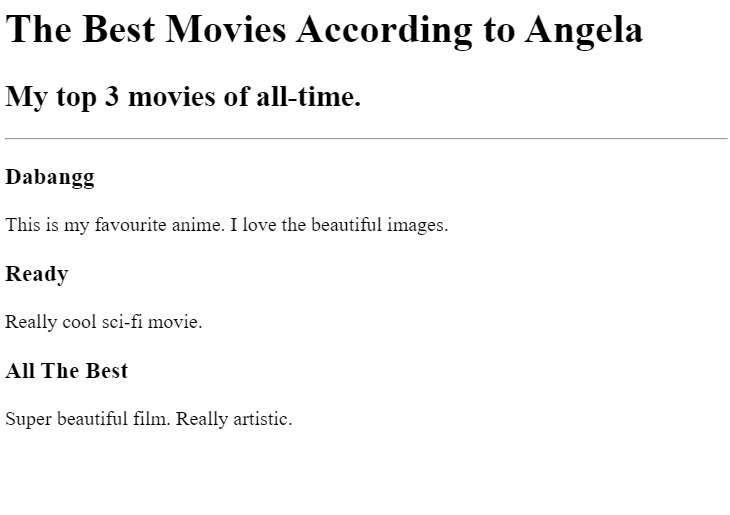 The Best Movies According to Angela
My top 3 movies of all-time.
Dabangg
This is my favourite anime. I love the beautiful images.
Ready
Really cool sci-fi movie.
All The Best
Super beautiful film. Really artistic.